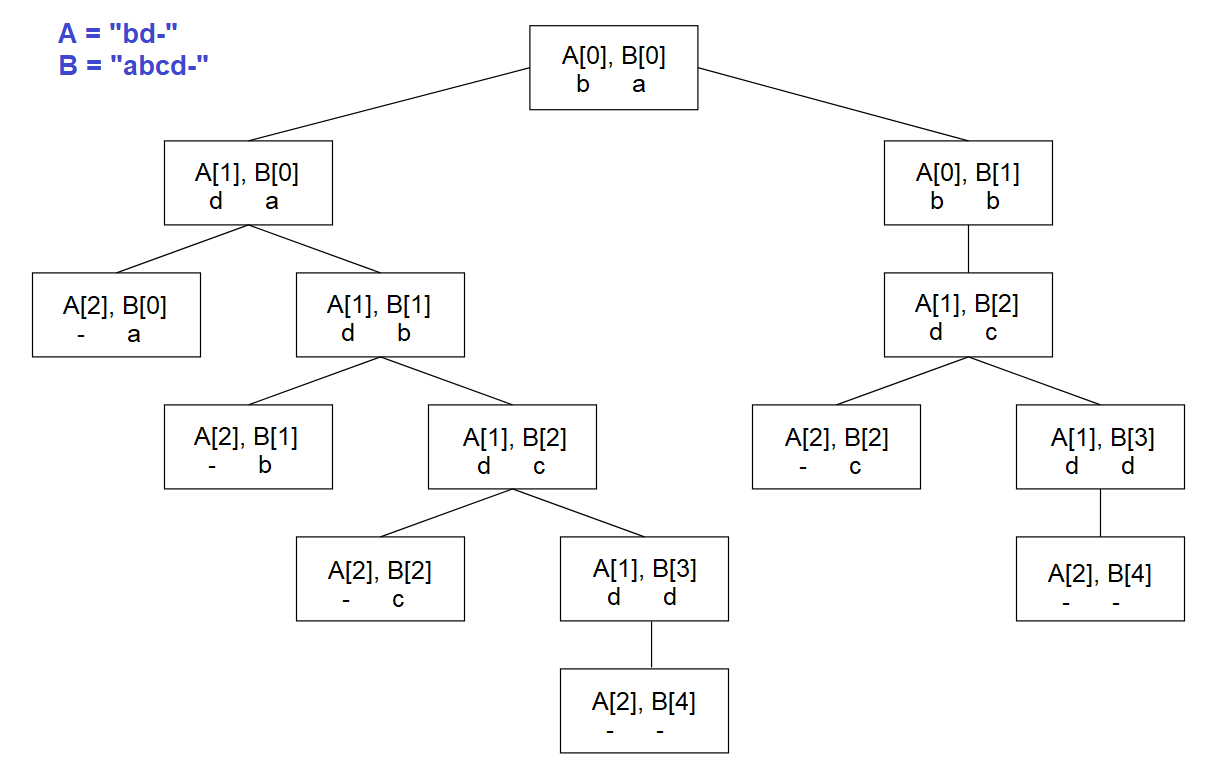 A = "bd-"
B = "abcd-"
A[0], B[0]
b a
A[1], B[0]
d a
A[0], B[1]
b b
A[2], B[0]
- a
A[1], B[1]
d b
A[1], B[2]
d c
A[2], B[1]
- b
A[1], B[2]
d c
A[2], B[2]
- c
A[1], B[3]
d d
A[2], B[2]
- c
A[1], B[3]
d d
A[2], B[4]
- -
A[2], B[4]
- -